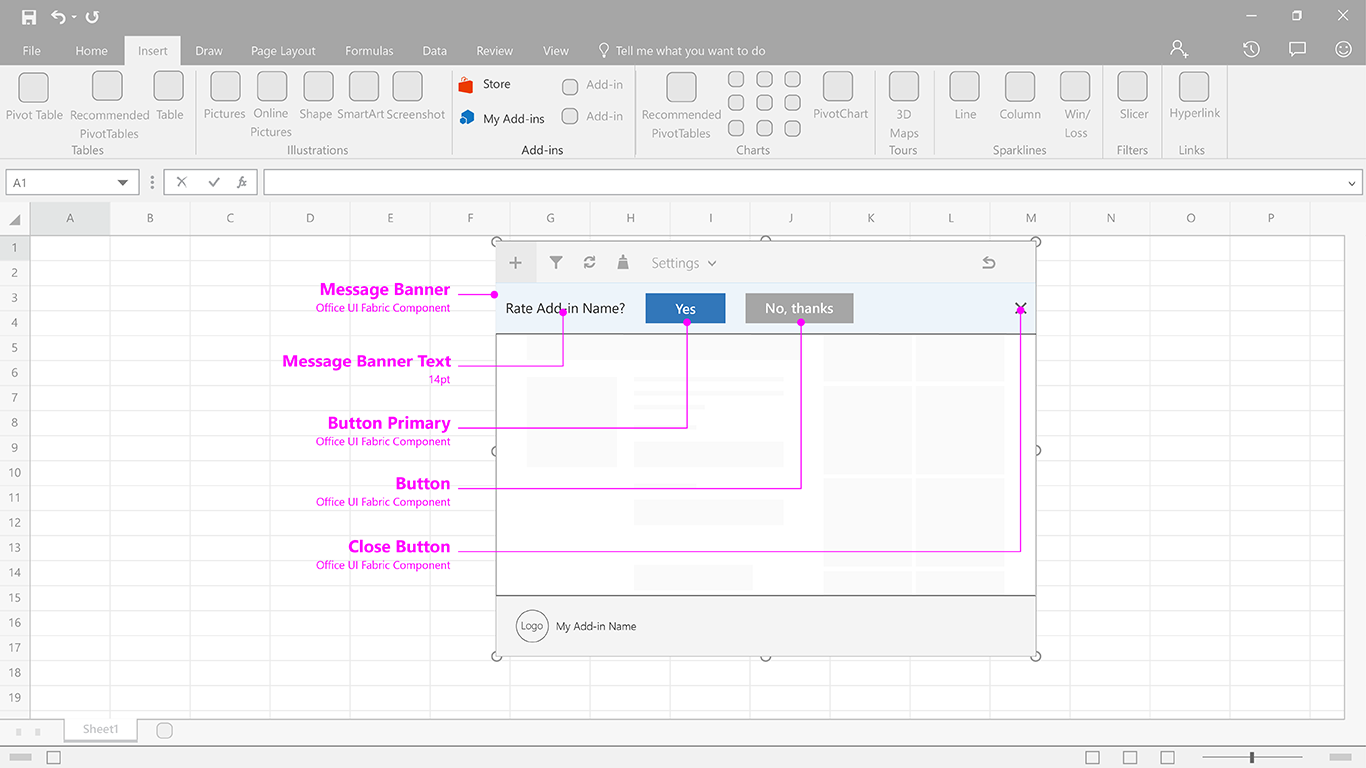 File Home Insert Draw Page Layout Formulas Data Review View Tell me what you want to do
Store Add-in
Pivot Table Recommended PivotTables Table Pictures Online Pictures Shape SmartArt Screenshot My Add-ins Add-in Recommended PivotTables PivotChart 3D Maps Line Column Win/ Loss Slicer Hyperlink
Tables Illustrations Add-ins Charts Tours Sparklines Filters Links
A1 fx
A B C D E F G H I J K L M N O P
1
2
3
4
5
6
7
8
9
10
11
12
13
14
15
16
17
18
19
Settings
Rate Add-in Name? Yes No, thanks
Message Banner
Office UI Fabric Component
Message Banner Text
14pt
Button Primary
Office UI Fabric Component
Button
Office UI Fabric Component
Close Button
Office UI Fabric Component
Logo My Add-in Name
Sheet1